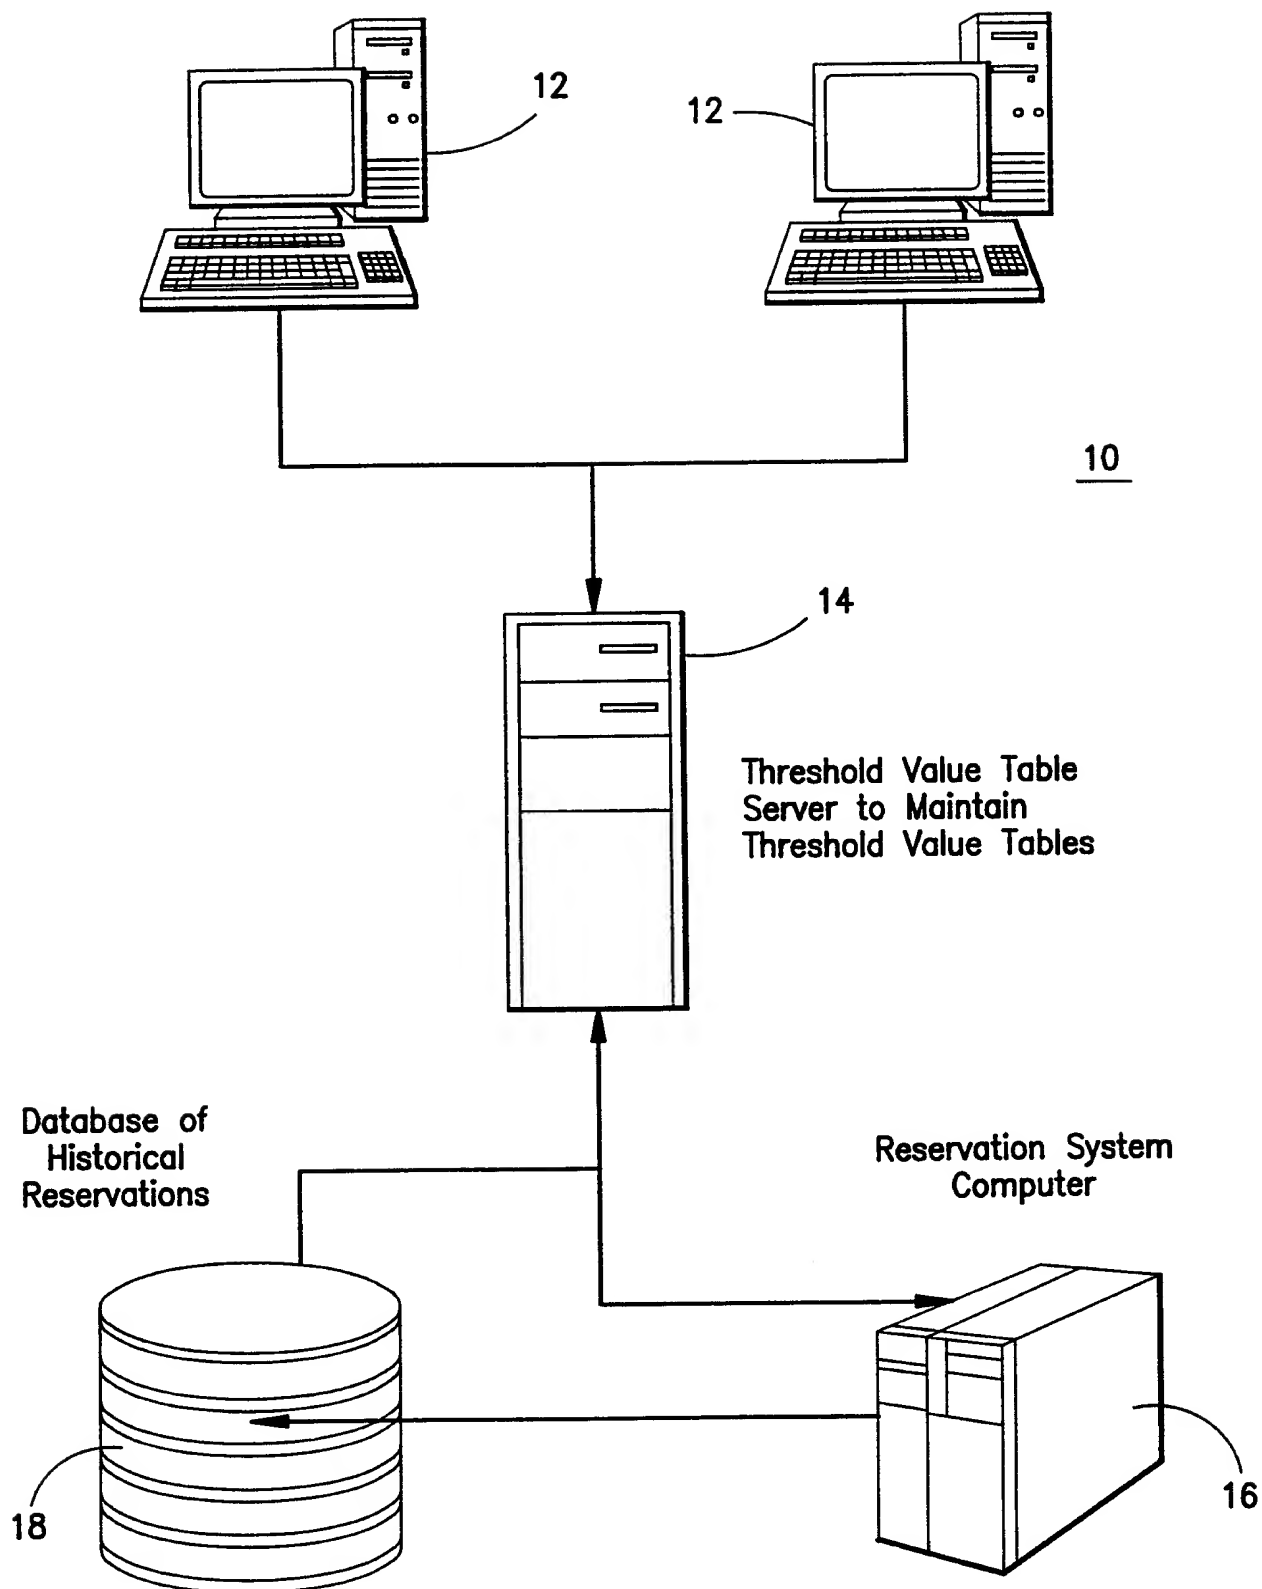 12
12
10
14
Threshold Value Table
Server to Maintain
Threshold Value Tables
Database of
Historical
Reservations
Reservation System
Computer
18
16